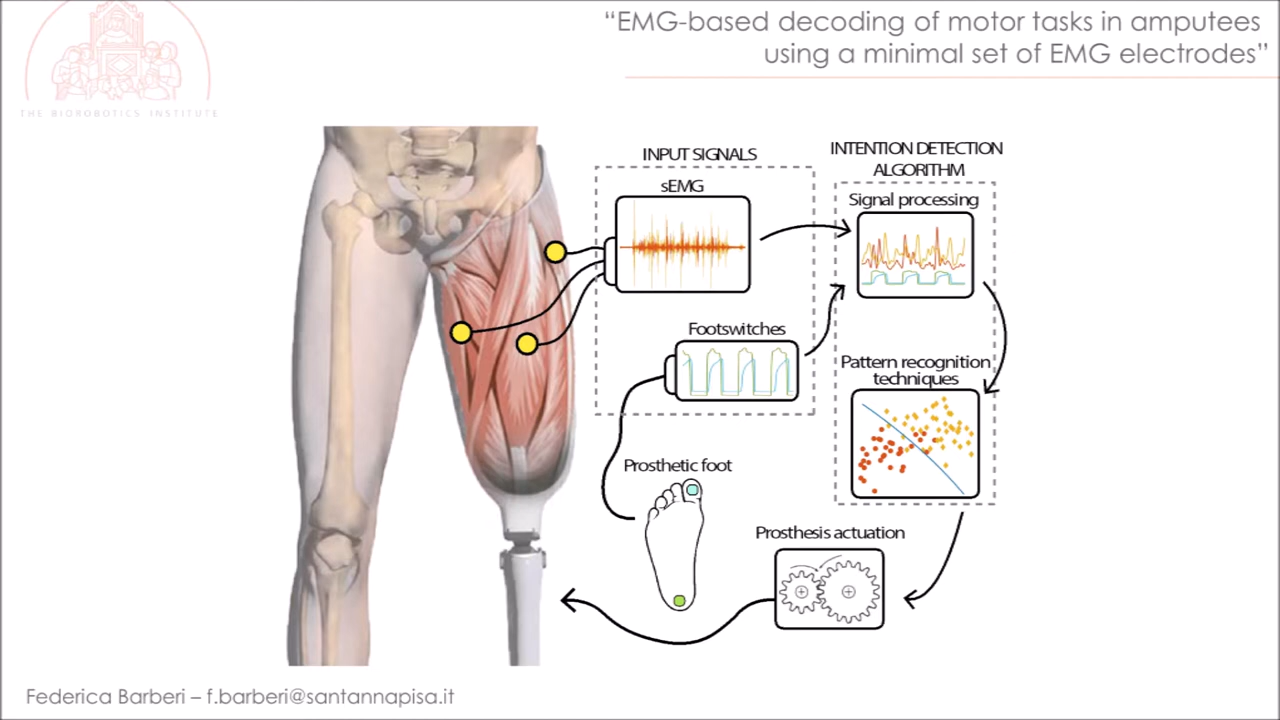 “EMG-based decoding of motor tasks in amputees
using a minimal set of EMG electrodes”
THE BIOROBOTICS INSTITUTE
INPUT SIGNALS
sEMG
Footswitches
INTENTION DETECTION
ALGORITHM
Signal processing
Pattern recognition
techniques
Prosthetic foot
Prosthesis actuation
Federica Barberi – f.barberi@santannapisa.it